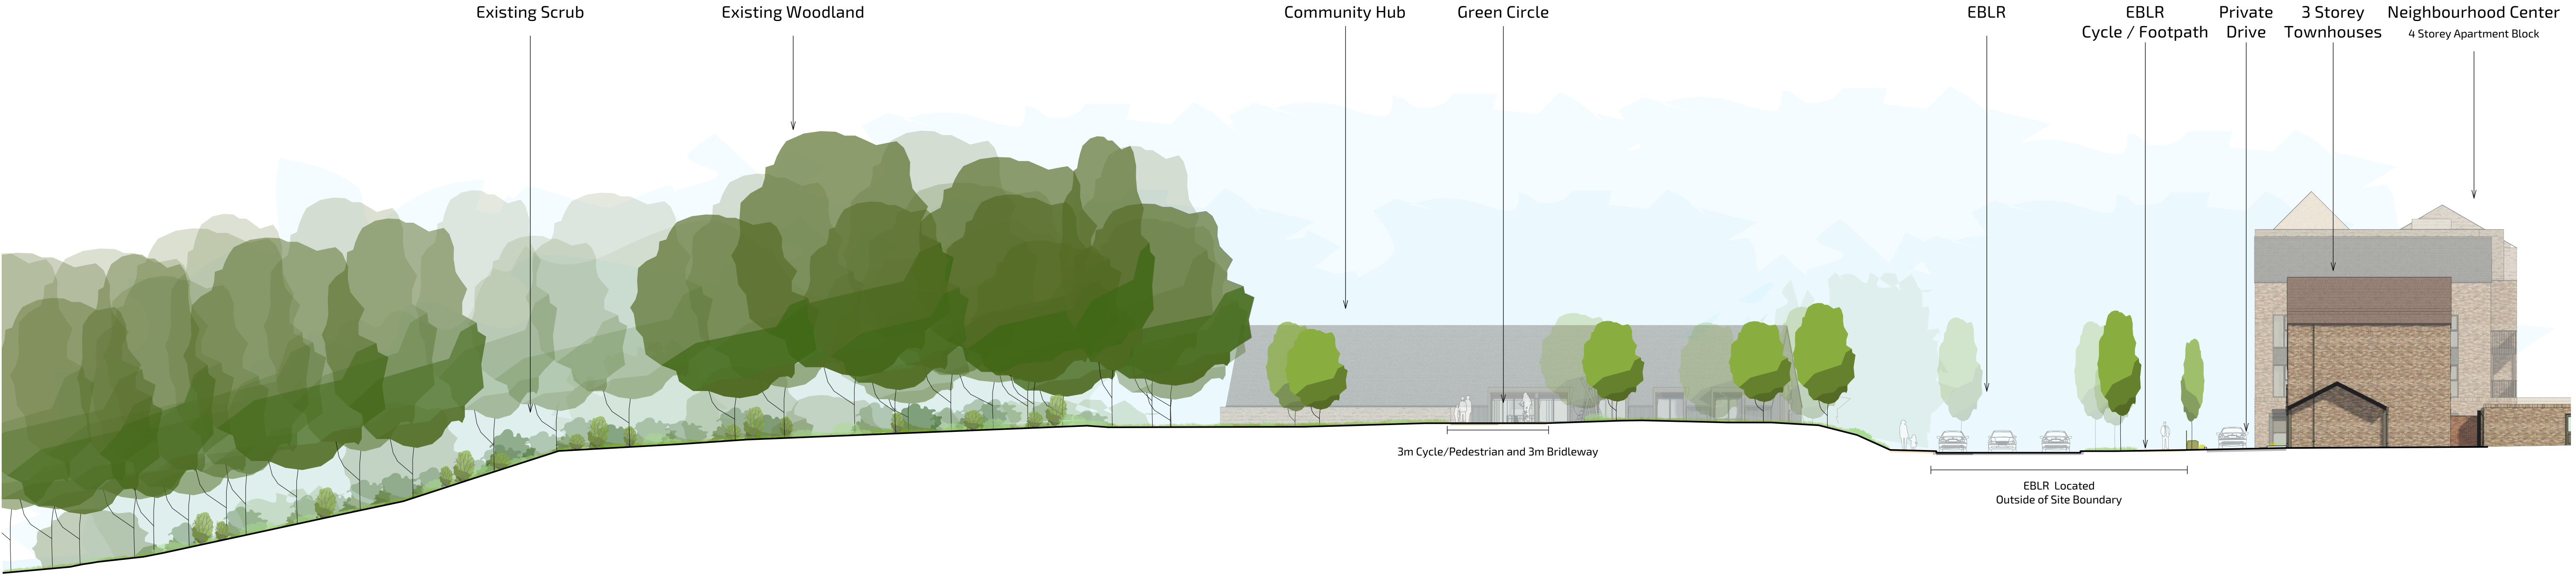 Existing Scrub
Existing Woodland
Community Hub
Green Circle
EBLR
EBLR
Cycle / Footpath
Private
Drive
3 Storey
Townhouses
Neighbourhood Center
4 Storey Apartment Block
3m Cycle/Pedestrian and 3m Bridleway
EBLR Located
Outside of Site Boundary